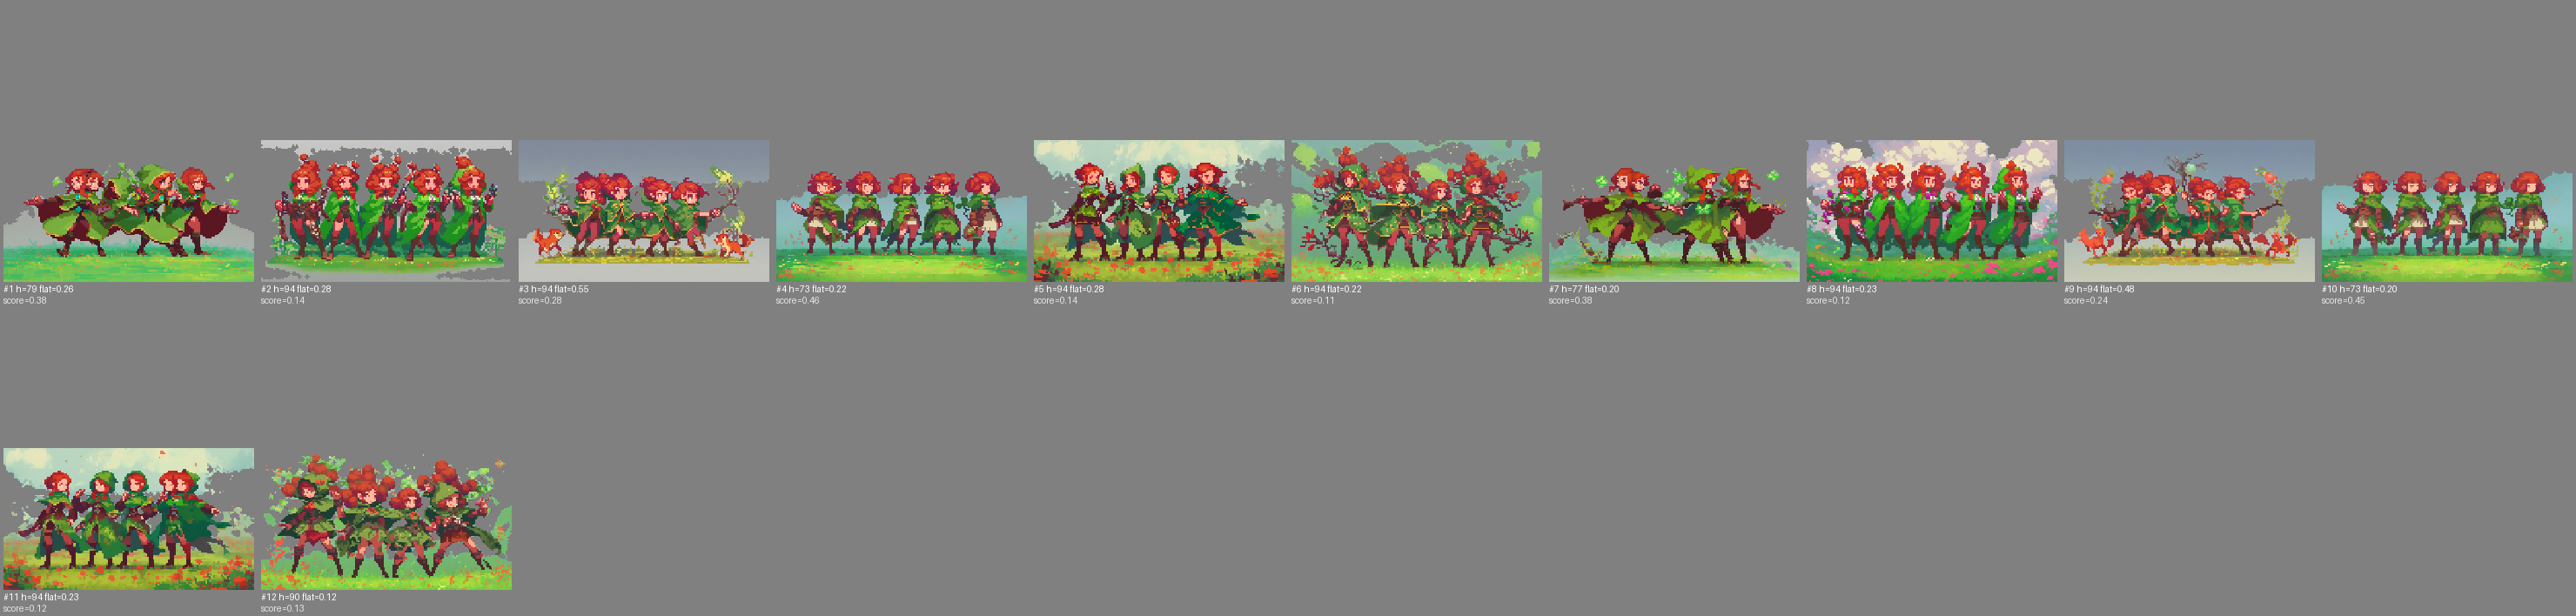 #1 h=79 flat=0.26
score=0.38
#2 h=94 flat=0.28
score=0.14
#3 h=94 flat=0.55
score=0.28
#4 h=73 flat=0.22
score=0.46
#5 h=94 flat=0.28
score=0.14
#6 h=94 flat=0.22
score=0.11
#7 h=77 flat=0.20
score=0.38
#8 h=94 flat=0.23
score=0.12
#9 h=94 flat=0.48
score=0.24
#10 h=73 flat=0.20
score=0.45
#11 h=94 flat=0.23
score=0.12
#12 h=90 flat=0.12
score=0.13